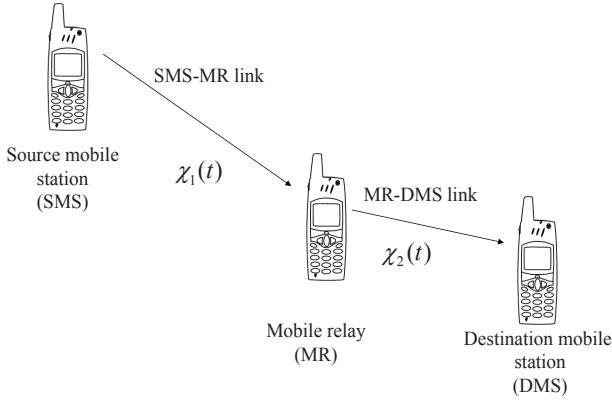 SMS-MR link
Source mobile
station
(SMS)
χ₁(t)
MR-DMS link
χ₂(t)
Mobile relay
(MR)
Destination mobile
station
(DMS)